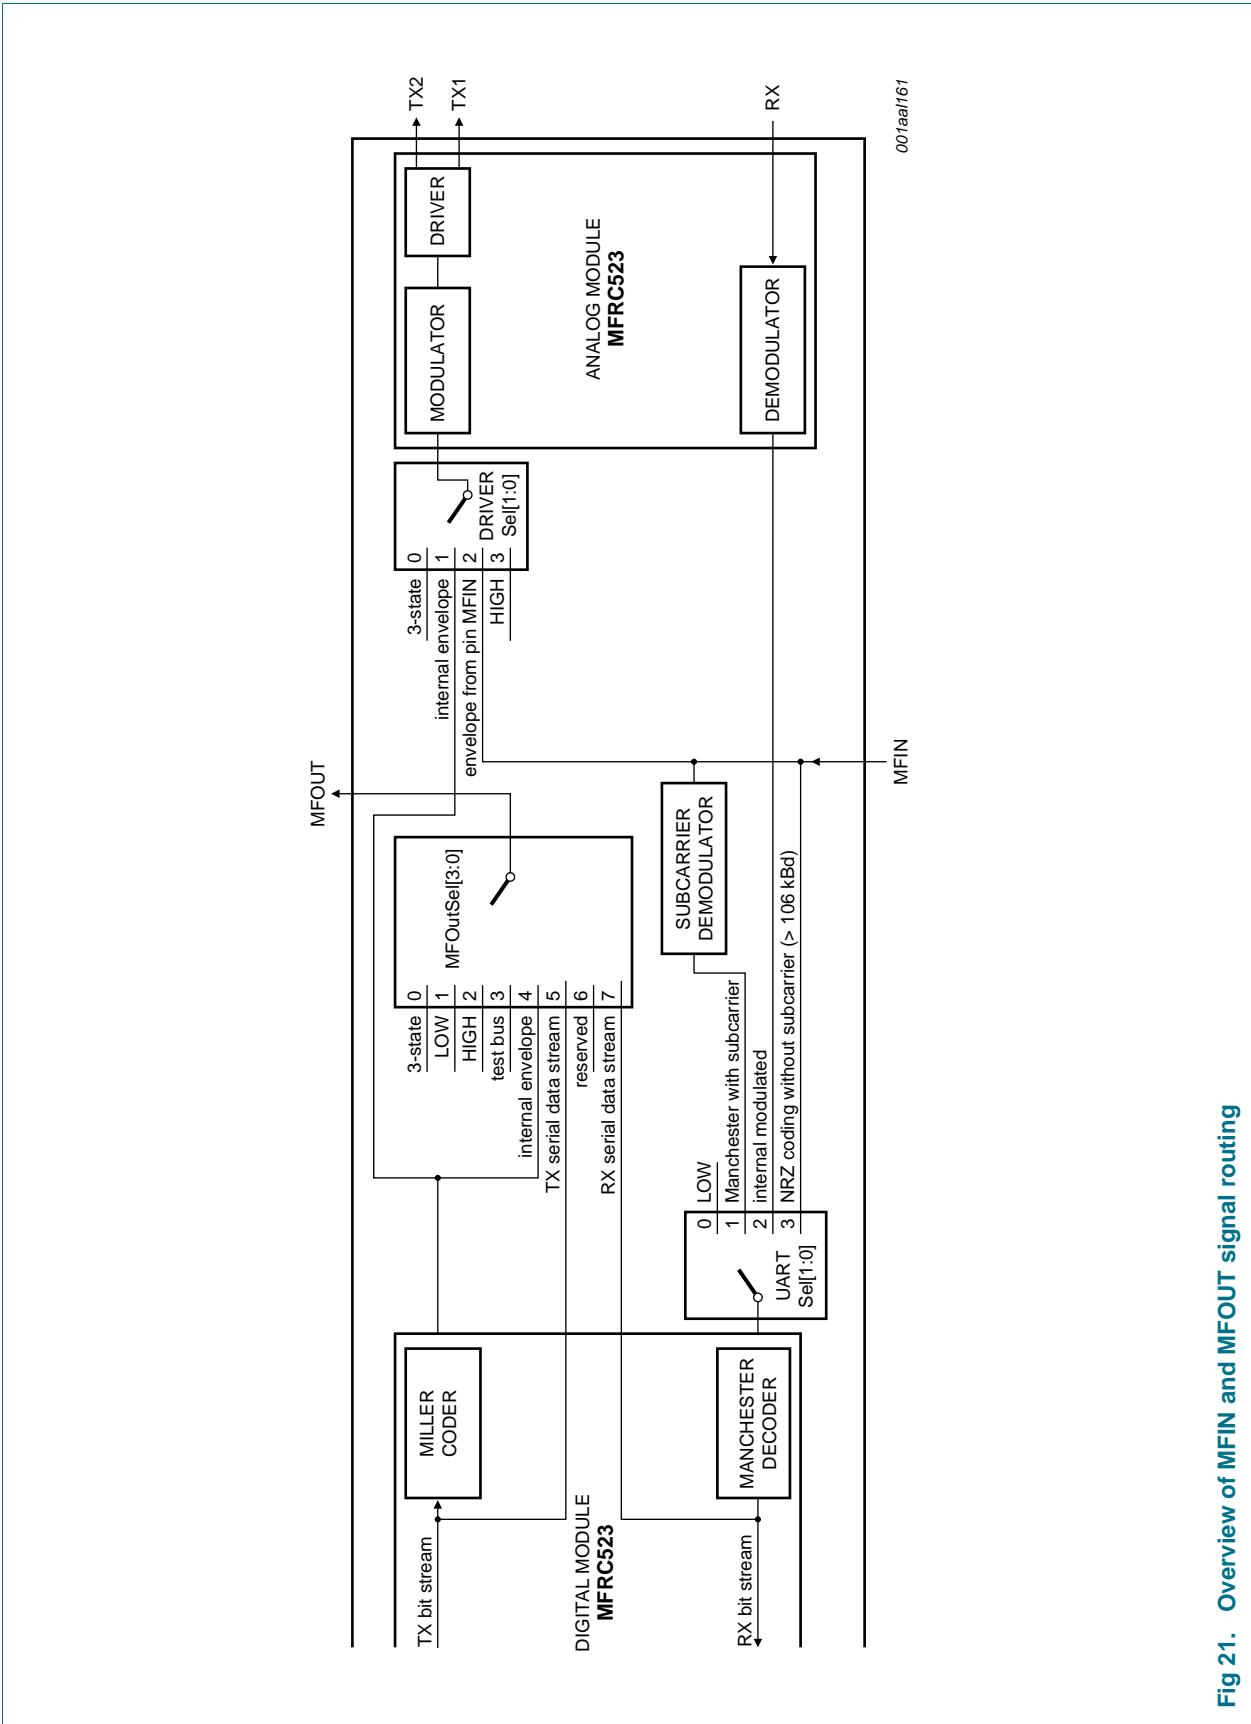 TX bit stream
MILLER
CODER
DIGITAL MODULE
MFRC523
RX bit stream
MANCHESTER
DECODER
3-state 0
LOW 1
HIGH 2
test bus 3
internal envelope 4
TX serial data stream 5
reserved 6
RX serial data stream 7
MFOutSel[3:0]
MFOUT
0 LOW
1 Manchester with subcarrier
2 internal modulated
3 NRZ coding without subcarrier (> 106 kBd)
UART
Sel[1:0]
SUBCARRIER
DEMODULATOR
MFIN
3-state 0
internal envelope 1
envelope from pin MFIN 2
HIGH 3
DRIVER
Sel[1:0]
MODULATOR
DRIVER
TX2
TX1
ANALOG MODULE
MFRC523
DEMODULATOR
RX
001aal161
Fig 21. Overview of MFIN and MFOUT signal routing